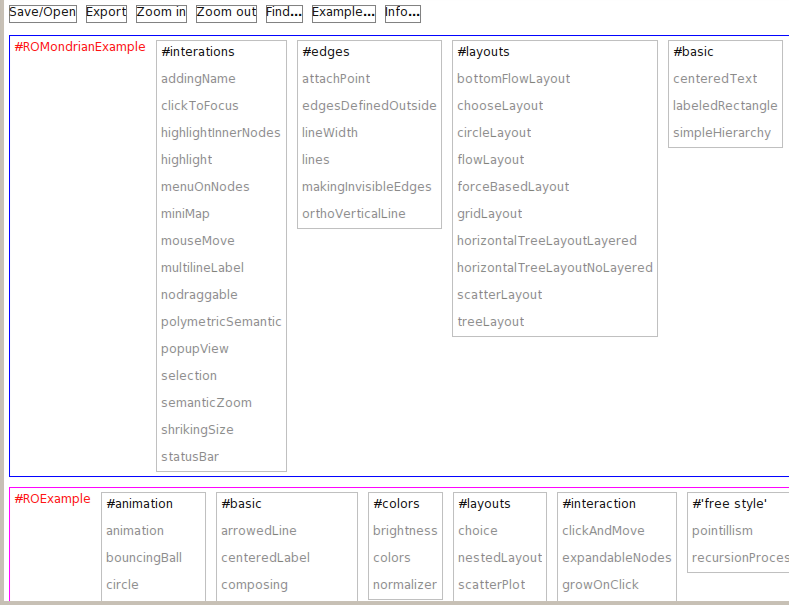 Save/Open Export Zoom in Zoom out Find... Example... Info...
#ROMondrianExample
#interations
addingName
clickToFocus
highlightInnerNodes
highlight
menuOnNodes
miniMap
mouseMove
multilineLabel
nodraggable
polymetricSemantic
popupView
selection
semanticZoom
shrikingSize
statusBar
#edges
attachPoint
edgesDefinedOutside
lineWidth
lines
makingInvisibleEdges
orthoVerticalLine
#layouts
bottomFlowLayout
chooseLayout
circleLayout
flowLayout
forceBasedLayout
gridLayout
horizontalTreeLayoutLayered
horizontalTreeLayoutNoLayered
scatterLayout
treeLayout
#basic
centeredText
labeledRectangle
simpleHierarchy
#ROExample
#animation
animation
bouncingBall
circle
#basic
arrowedLine
centeredLabel
composing
#colors
brightness
colors
normalizer
#layouts
choice
nestedLayout
scatterPlot
#interaction
clickAndMove
expandableNodes
growOnClick
#'free style'
pointillism
recursionProces